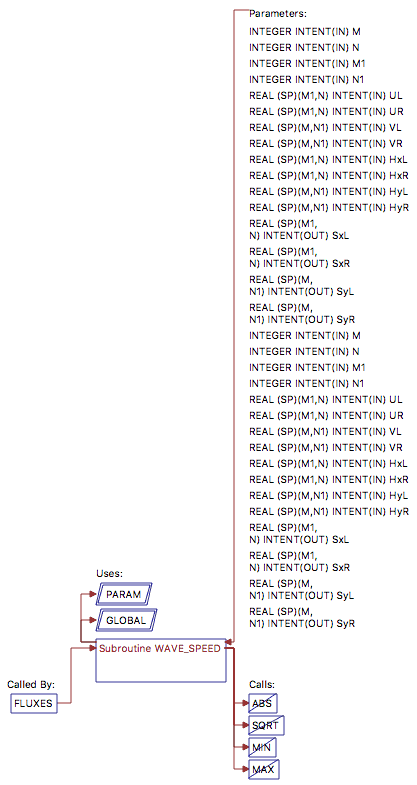 Parameters:
INTEGER INTENT(IN) M
INTEGER INTENT(IN) N
INTEGER INTENT(IN) M1
INTEGER INTENT(IN) N1
REAL (SP)(M1,N) INTENT(IN) UL
REAL (SP)(M1,N) INTENT(IN) UR
REAL (SP)(M,N1) INTENT(IN) VL
REAL (SP)(M,N1) INTENT(IN) VR
REAL (SP)(M1,N) INTENT(IN) HxL
REAL (SP)(M1,N) INTENT(IN) HxR
REAL (SP)(M,N1) INTENT(IN) HyL
REAL (SP)(M,N1) INTENT(IN) HyR
REAL (SP)(M1,
N) INTENT(OUT) SxL
REAL (SP)(M1,
N) INTENT(OUT) SxR
REAL (SP)(M,
N1) INTENT(OUT) SyL
REAL (SP)(M,
N1) INTENT(OUT) SyR
INTEGER INTENT(IN) M
INTEGER INTENT(IN) N
INTEGER INTENT(IN) M1
INTEGER INTENT(IN) N1
REAL (SP)(M1,N) INTENT(IN) UL
REAL (SP)(M1,N) INTENT(IN) UR
REAL (SP)(M,N1) INTENT(IN) VL
REAL (SP)(M,N1) INTENT(IN) VR
REAL (SP)(M1,N) INTENT(IN) HxL
REAL (SP)(M1,N) INTENT(IN) HxR
REAL (SP)(M,N1) INTENT(IN) HyL
REAL (SP)(M,N1) INTENT(IN) HyR
REAL (SP)(M1,
N) INTENT(OUT) SxL
REAL (SP)(M1,
N) INTENT(OUT) SxR
REAL (SP)(M,
N1) INTENT(OUT) SyL
REAL (SP)(M,
N1) INTENT(OUT) SyR
Uses:
PARAM
GLOBAL
Subroutine WAVE_SPEED
Called By:
FLUXES
Calls:
ABS
SQRT
MIN
MAX